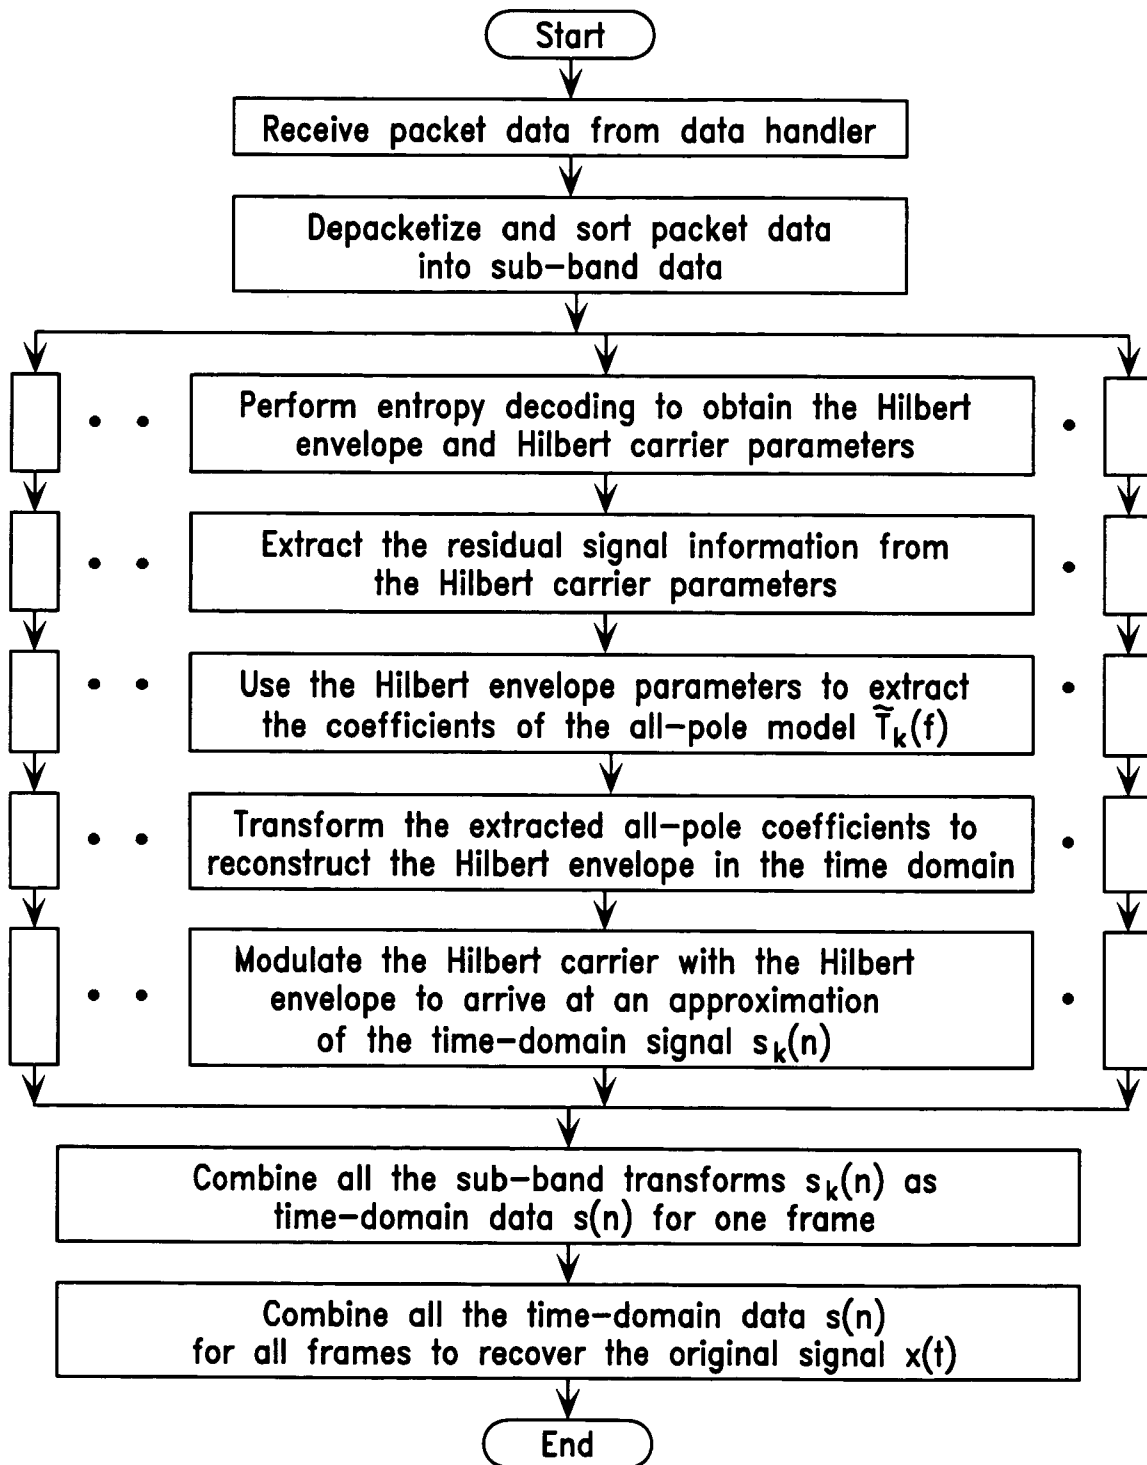 Start
Receive packet data from data handler
Depacketize and sort packet data
into sub-band data
Perform entropy decoding to obtain the Hilbert
envelope and Hilbert carrier parameters
Extract the residual signal information from
the Hilbert carrier parameters
Use the Hilbert envelope parameters to extract
the coefficients of the all-pole model T̃ₖ(f)
Transform the extracted all-pole coefficients to
reconstruct the Hilbert envelope in the time domain
Modulate the Hilbert carrier with the Hilbert
envelope to arrive at an approximation
of the time-domain signal sₖ(n)
Combine all the sub-band transforms sₖ(n) as
time-domain data s(n) for one frame
Combine all the time-domain data s(n)
for all frames to recover the original signal x(t)
End